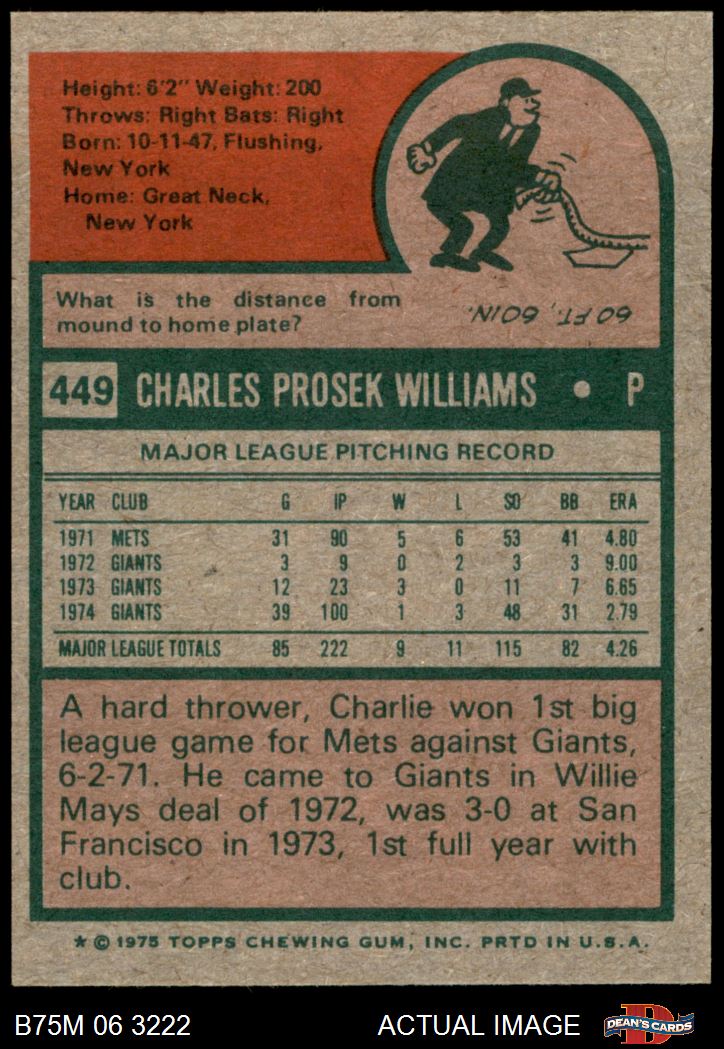 Height: 6'2" Weight: 200
Throws: Right Bats: Right
Born: 10-11-47, Flushing,
New York
Home: Great Neck,
New York
What is the distance from
mound to home plate?
60 FT., 60 IN.
449 CHARLES PROSEK WILLIAMS • P
MAJOR LEAGUE PITCHING RECORD
YEAR CLUB G IP W L SO BB ERA
1971 METS 31 90 5 6 53 41 4.80
1972 GIANTS 3 9 0 2 3 3 9.00
1973 GIANTS 12 23 3 0 11 7 6.65
1974 GIANTS 39 100 1 3 48 31 2.79
MAJOR LEAGUE TOTALS 85 222 9 11 115 82 4.26
A hard thrower, Charlie won 1st big
league game for Mets against Giants,
6-2-71. He came to Giants in Willie
Mays deal of 1972, was 3-0 at San
Francisco in 1973, 1st full year with
club.
* © 1975 TOPPS CHEWING GUM, INC. PRTD IN U.S.A.
B75M 06 3222 ACTUAL IMAGE D DEAN'S CARDS